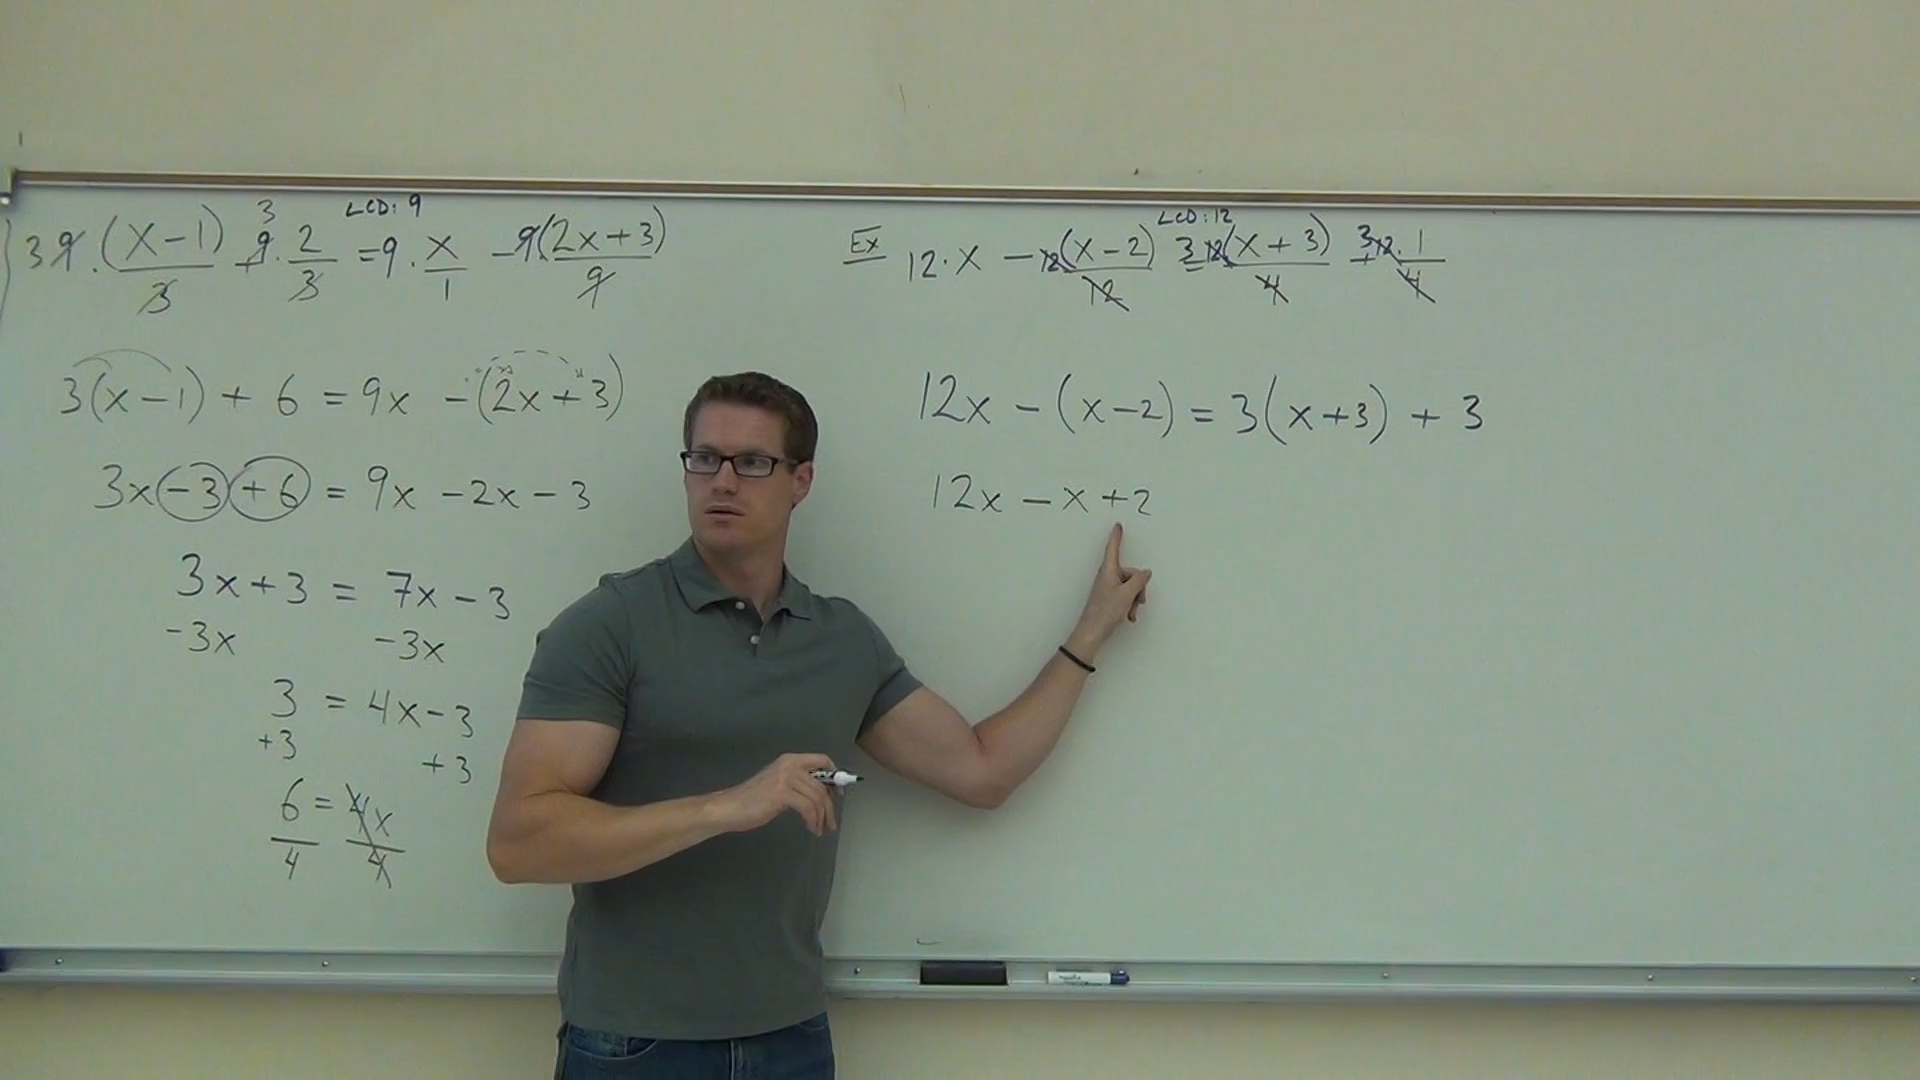 LCD: 9
3 9 · (x-1)/3 + 3 9 · 2/3 = 9 · x/1 - 9(2x+3)/9
3(x-1) + 6 = 9x - (2x+3)
3x -3 +6 = 9x - 2x - 3
3x + 3 = 7x - 3
-3x -3x
3 = 4x - 3
+3 +3
6 = 4x
4 4
LCD: 12
Ex 12 · x - 12(x-2)/12 = 3 12(x+3)/4 + 3 12 · 1/4
12x - (x-2) = 3(x+3) + 3
12x - x + 2